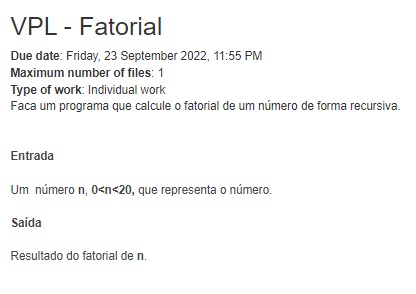 VPL - Fatorial
Due date: Friday, 23 September 2022, 11:55 PM
Maximum number of files: 1
Type of work: Individual work
Faca um programa que calcule o fatorial de um número de forma recursiva.
Entrada
Um número n, 0<n<20, que representa o número.
Saída
Resultado do fatorial de n.